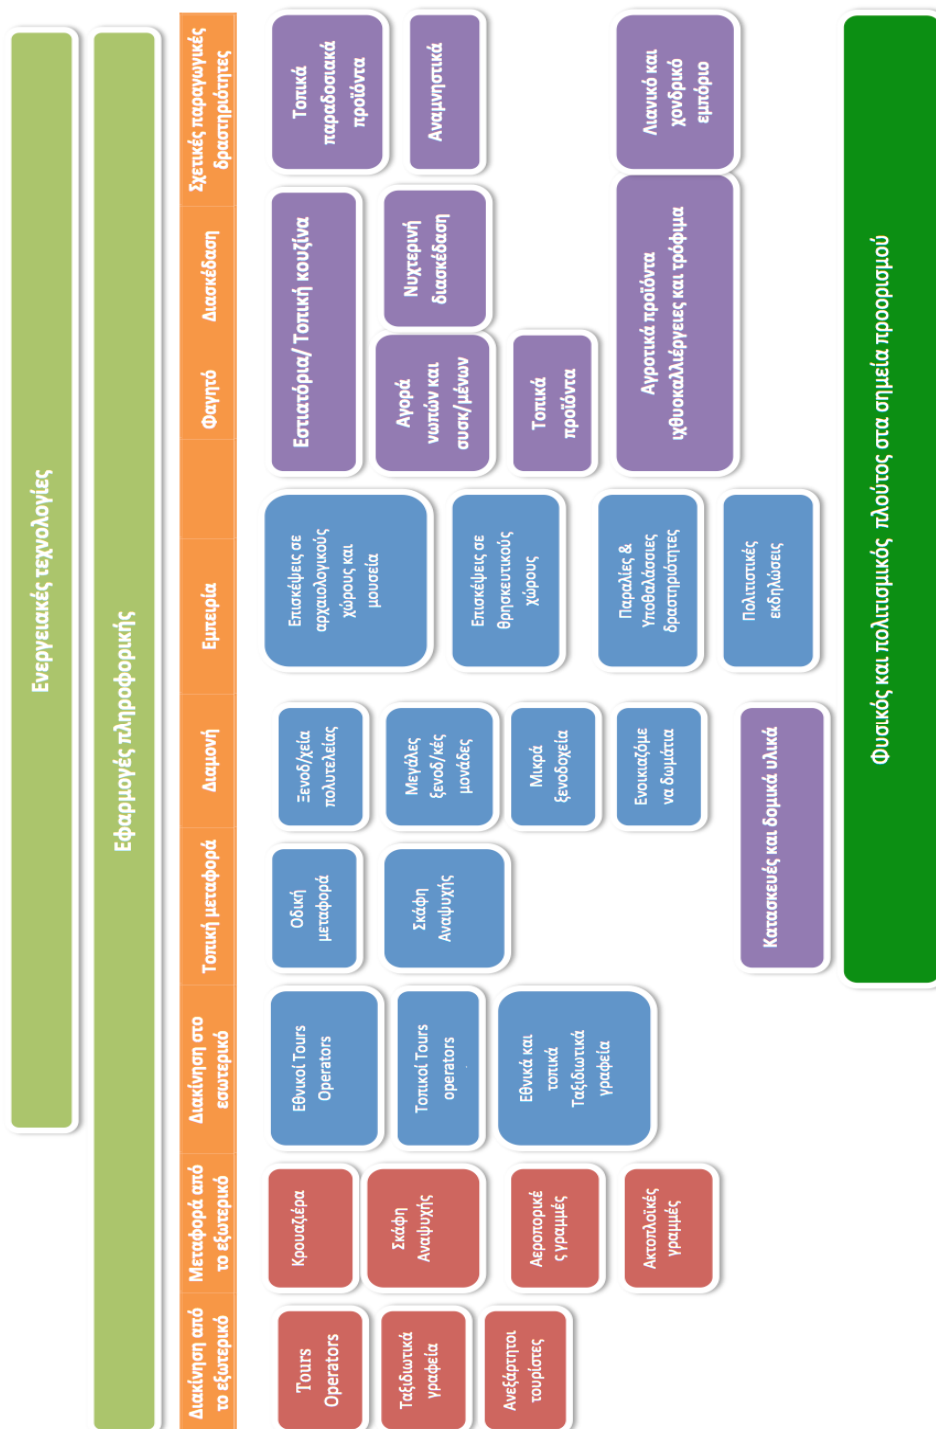 Ενεργειακές τεχνολογίες
Εφαρμογές πληροφορικής
Διακίνηση από
το εξωτερικό
Μεταφορά από
το εξωτερικό
Διακίνηση στο
εσωτερικό
Τοπική μεταφορά
Διαμονή
Εμπειρία
Φαγητό
Διασκέδαση
Σχετικές παραγωγικές
δραστηριότητες
Tours
Operators
Ταξιδιωτικά
γραφεία
Ανεξάρτητοι
τουρίστες
Κρουαζιέρα
Σκάφη
Αναψυχής
Αεροπορικέ
ς γραμμές
Ακτοπλοϊκές
γραμμές
Εθνικοί Tours
Operators
Τοπικοί Tours
operators
Εθνικά και
τοπικά
Ταξιδιωτικά
γραφεία
Οδική
μεταφορά
Σκάφη
Αναψυχής
Ξενοδ/χεία
πολυτελείας
Μεγάλες
ξενοδ/κές
μονάδες
Μικρά
ξενοδοχεία
Ενοικιαζόμε
να δωμάτια
Κατασκευές και δομικά υλικά
Επισκέψεις σε
αρχαιολογικούς
χώρους και
μουσεία
Επισκέψεις σε
θρησκευτικούς
χώρους
Παραλίες &
Υποθαλάσσιες
δραστηριότητες
Πολιτιστικές
εκδηλώσεις
Εστιατόρια/ Τοπική κουζίνα
Αγορά
νωπών και
συσκ/μένων
Νυχτερινή
διασκέδαση
Τοπικά
προϊόντα
Αγροτικά προϊόντα
ιχθυοκαλλιέργειες και τρόφιμα
Τοπικά
παραδοσιακά
προϊόντα
Αναμνηστικά
Λιανικό και
χονδρικό
εμπόριο
Φυσικός και πολιτισμικός πλούτος στα σημεία προορισμού